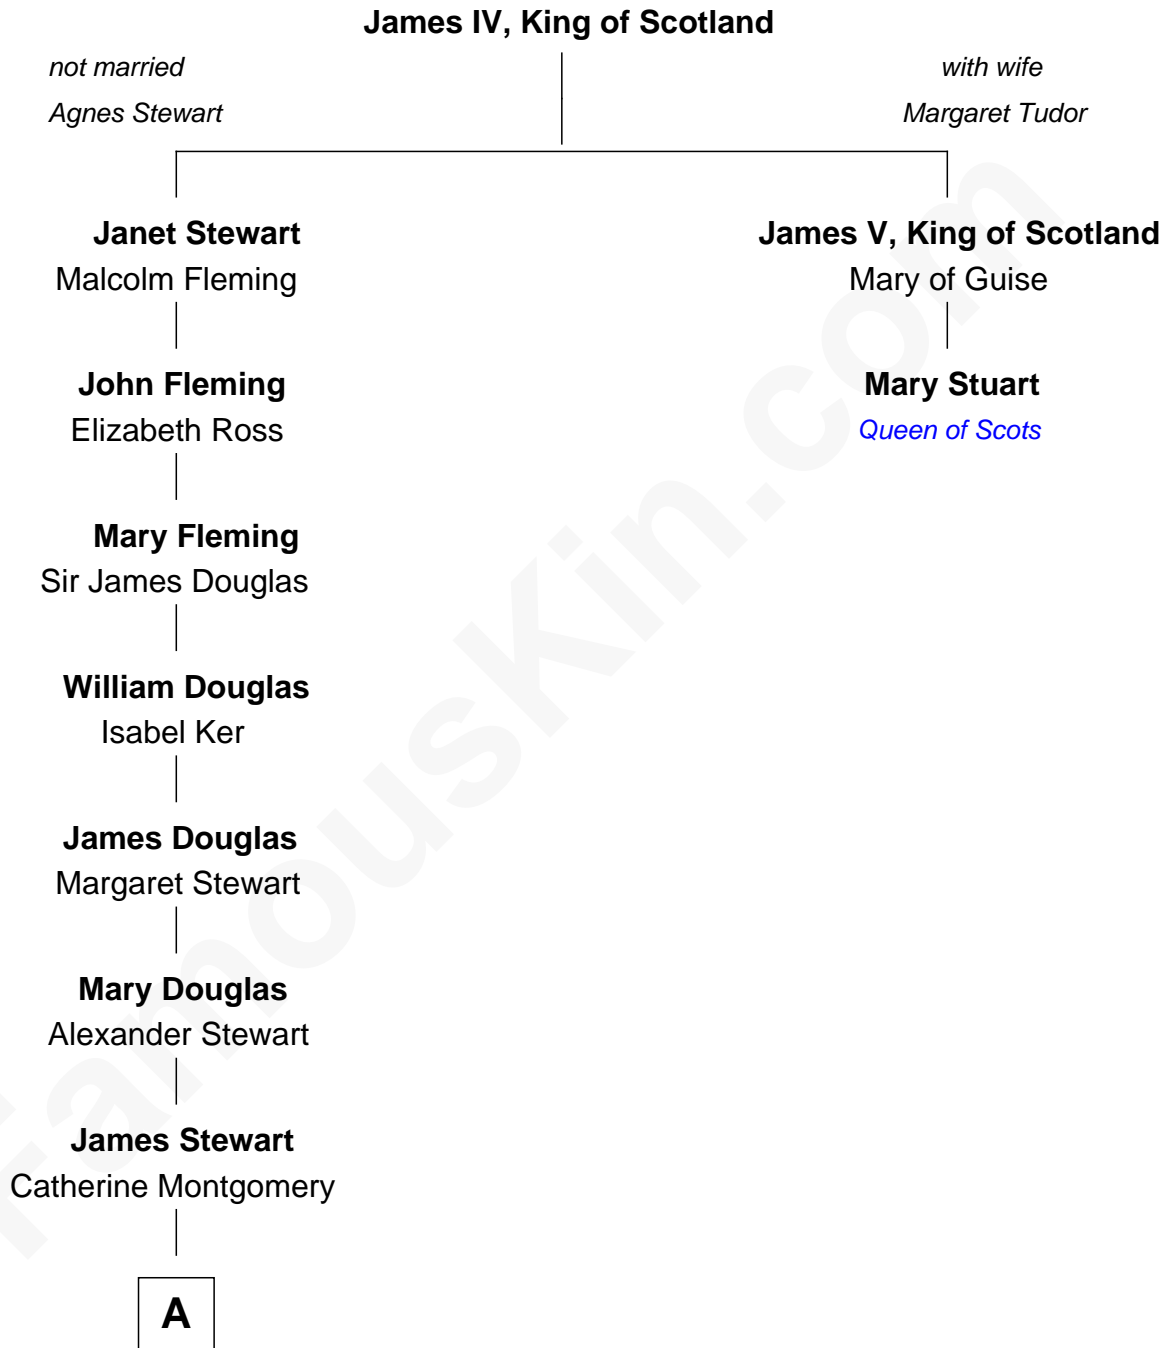 James IV, King of Scotland
not married
with wife
Agnes Stewart
Margaret Tudor
Janet Stewart
James V, King of Scotland
Malcolm Fleming
Mary of Guise
John Fleming
Mary Stuart
Elizabeth Ross
Queen of Scots
Mary Fleming
Sir James Douglas
William Douglas
Isabel Ker
James Douglas
Margaret Stewart
Mary Douglas
Alexander Stewart
James Stewart
Catherine Montgomery
A
FamousKin.com